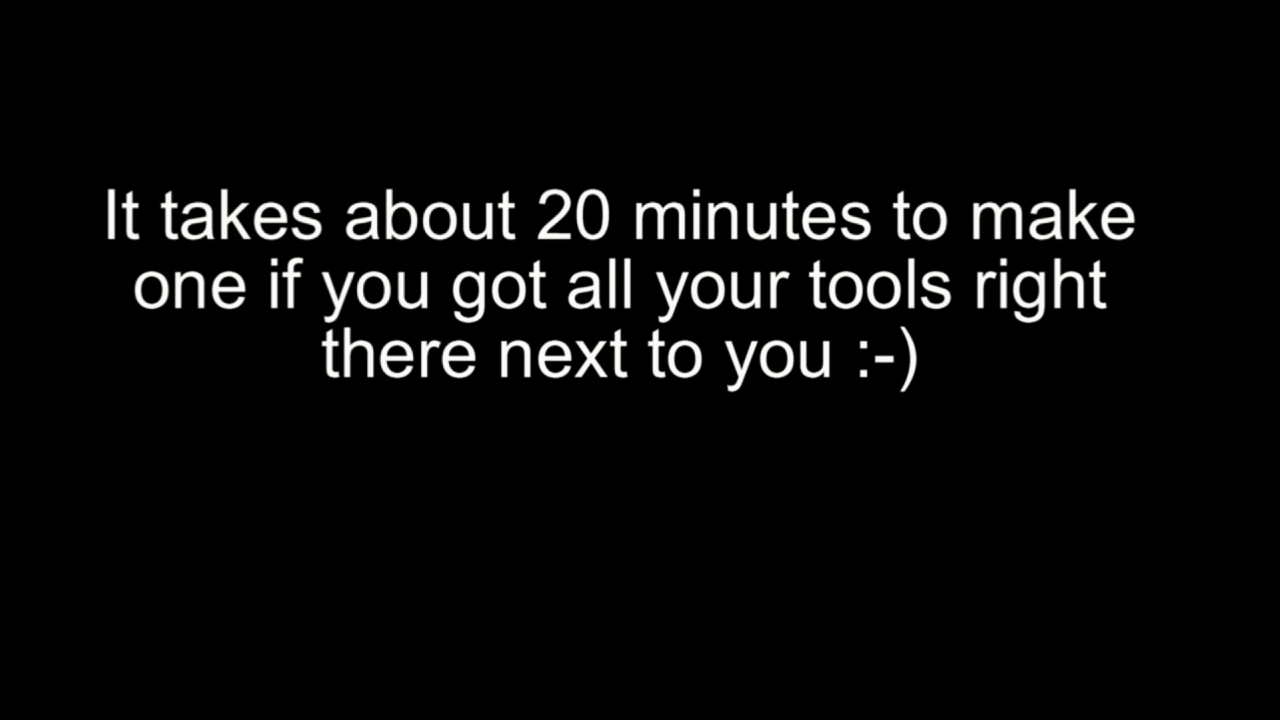 It takes about 20 minutes to make
one if you got all your tools right
there next to you :-)